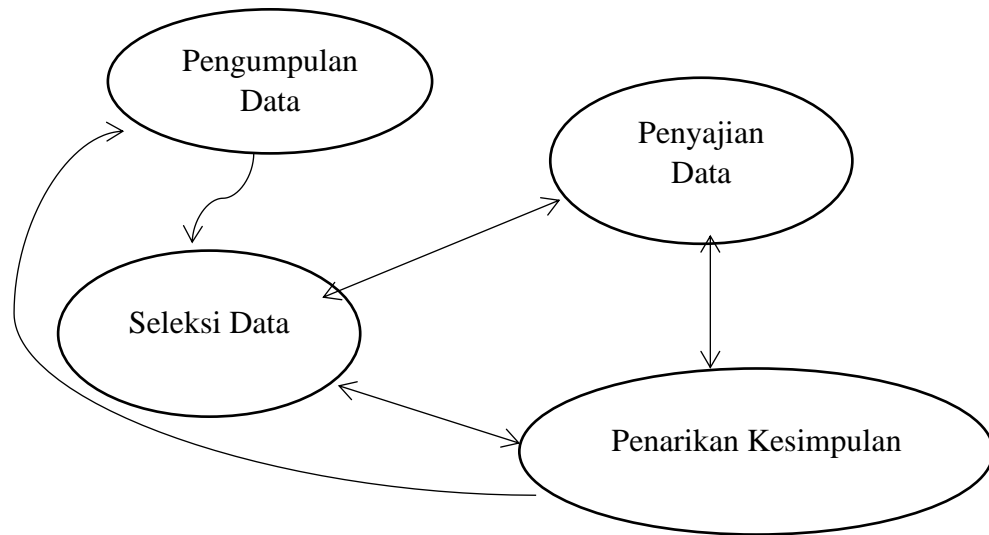 Pengumpulan
Data
Penyajian
Data
Seleksi Data
Penarikan Kesimpulan